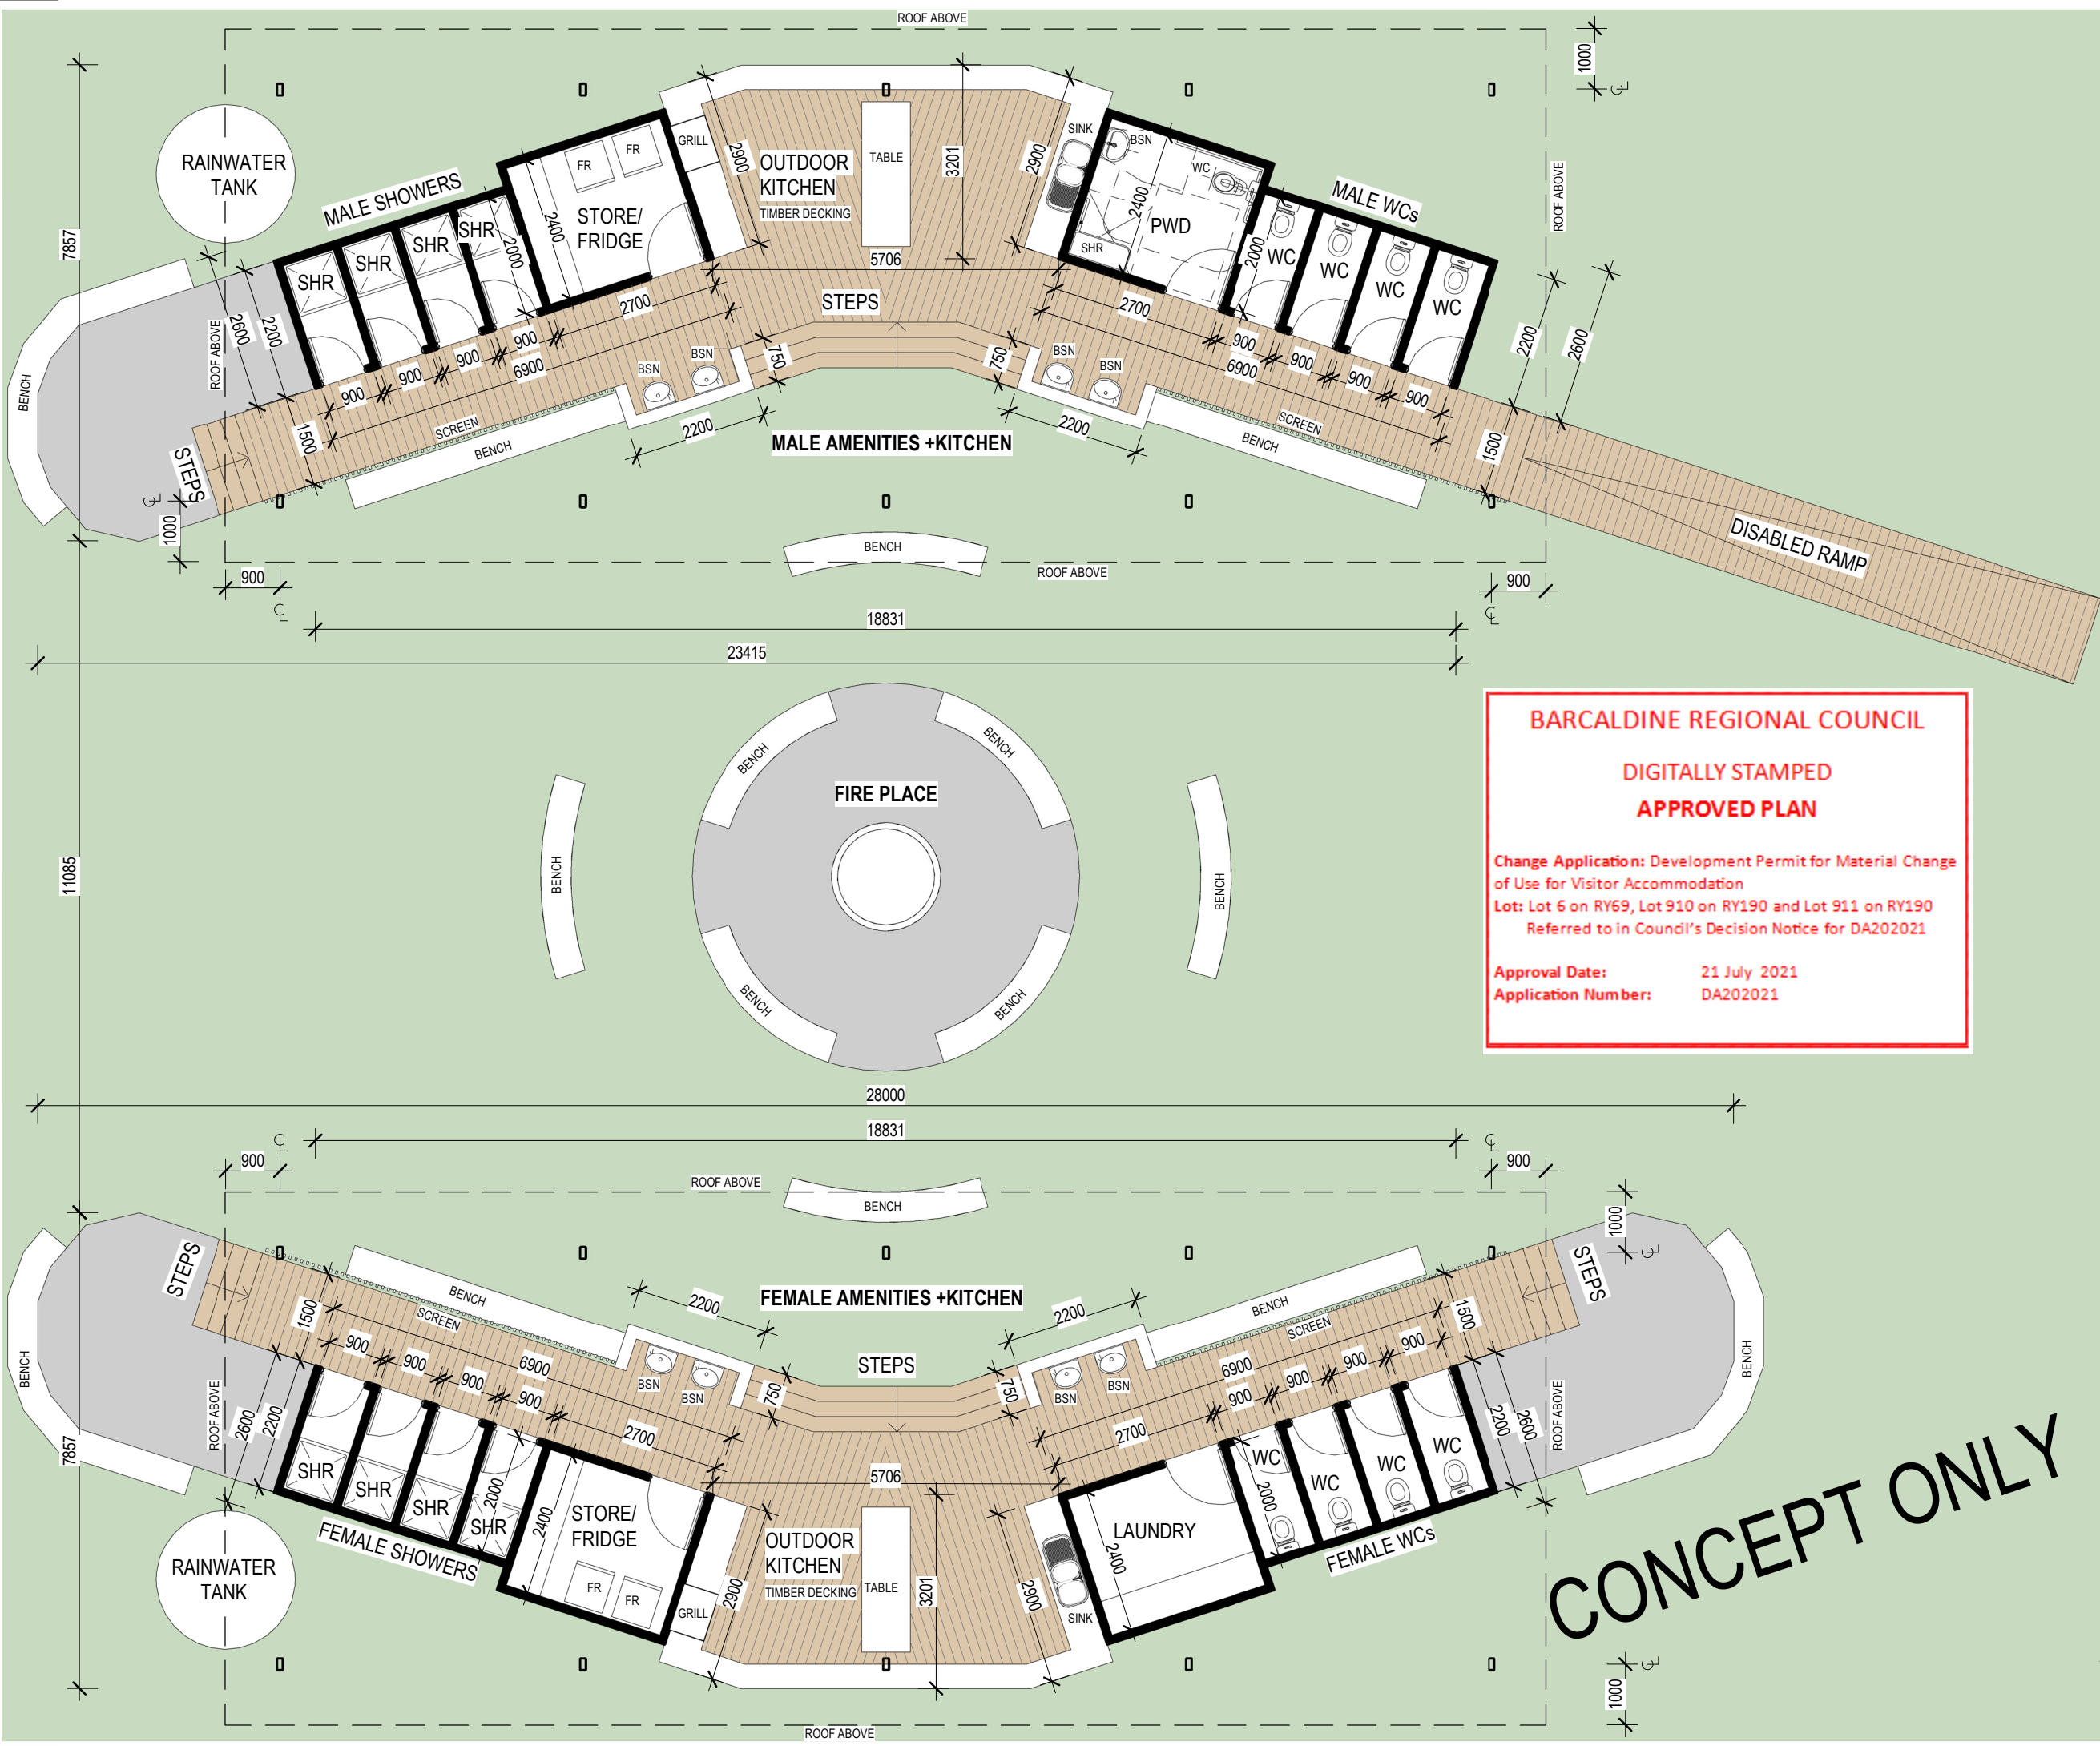 ROOF ABOVE
1000
RAINWATER
TANK
MALE SHOWERS
SHR
SHR
SHR
SHR
2000
FR
FR
2400
STORE/
FRIDGE
GRILL
2900
OUTDOOR
KITCHEN
TIMBER DECKING
TABLE
3201
2900
SINK
BSN
WC
2400
PWD
SHR
MALE WCs
2000
WC
WC
WC
WC
ROOF ABOVE
7857
BENCH
ROOF ABOVE
2600
2200
5706
STEPS
2700
2700
900
900
900
900
6900
BSN
BSN
750
750
BSN
BSN
900
900
900
900
6900
2200
2600
1500
SCREEN
BENCH
2200
MALE AMENITIES +KITCHEN
2200
SCREEN
BENCH
1500
STEPS
1000
DISABLED RAMP
BENCH
ROOF ABOVE
900
900
18831
23415
BENCH
BENCH
FIRE PLACE
BENCH
BENCH
BENCH
BENCH
11085
BARCALDINE REGIONAL COUNCIL
DIGITALLY STAMPED
APPROVED PLAN
Change Application: Development Permit for Material Change
of Use for Visitor Accommodation
Lot: Lot 6 on RY69, Lot 910 on RY190 and Lot 911 on RY190
Referred to in Council's Decision Notice for DA202021
Approval Date: 21 July 2021
Application Number: DA202021
28000
18831
900
900
ROOF ABOVE
BENCH
1000
STEPS
BENCH
SCREEN
1500
2200
FEMALE AMENITIES +KITCHEN
2200
BENCH
SCREEN
1500
STEPS
BENCH
900
900
900
900
6900
2700
BSN
BSN
750
STEPS
750
BSN
BSN
6900
2700
900
900
900
900
BENCH
ROOF ABOVE
2600
2200
7857
SHR
SHR
SHR
SHR
2000
FEMALE SHOWERS
RAINWATER
TANK
2400
STORE/
FRIDGE
FR
FR
GRILL
2900
5706
OUTDOOR
KITCHEN
TIMBER DECKING
TABLE
3201
2900
SINK
LAUNDRY
2400
2000
WC
WC
WC
WC
FEMALE WCs
2200
2600
ROOF ABOVE
CONCEPT ONLY
1000
ROOF ABOVE